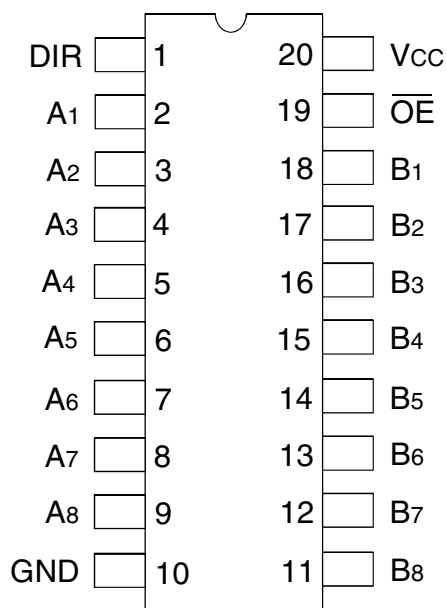 DIR 1 20 VCC
A1 2 19 O̅E̅
A2 3 18 B1
A3 4 17 B2
A4 5 16 B3
A5 6 15 B4
A6 7 14 B5
A7 8 13 B6
A8 9 12 B7
GND 10 11 B8